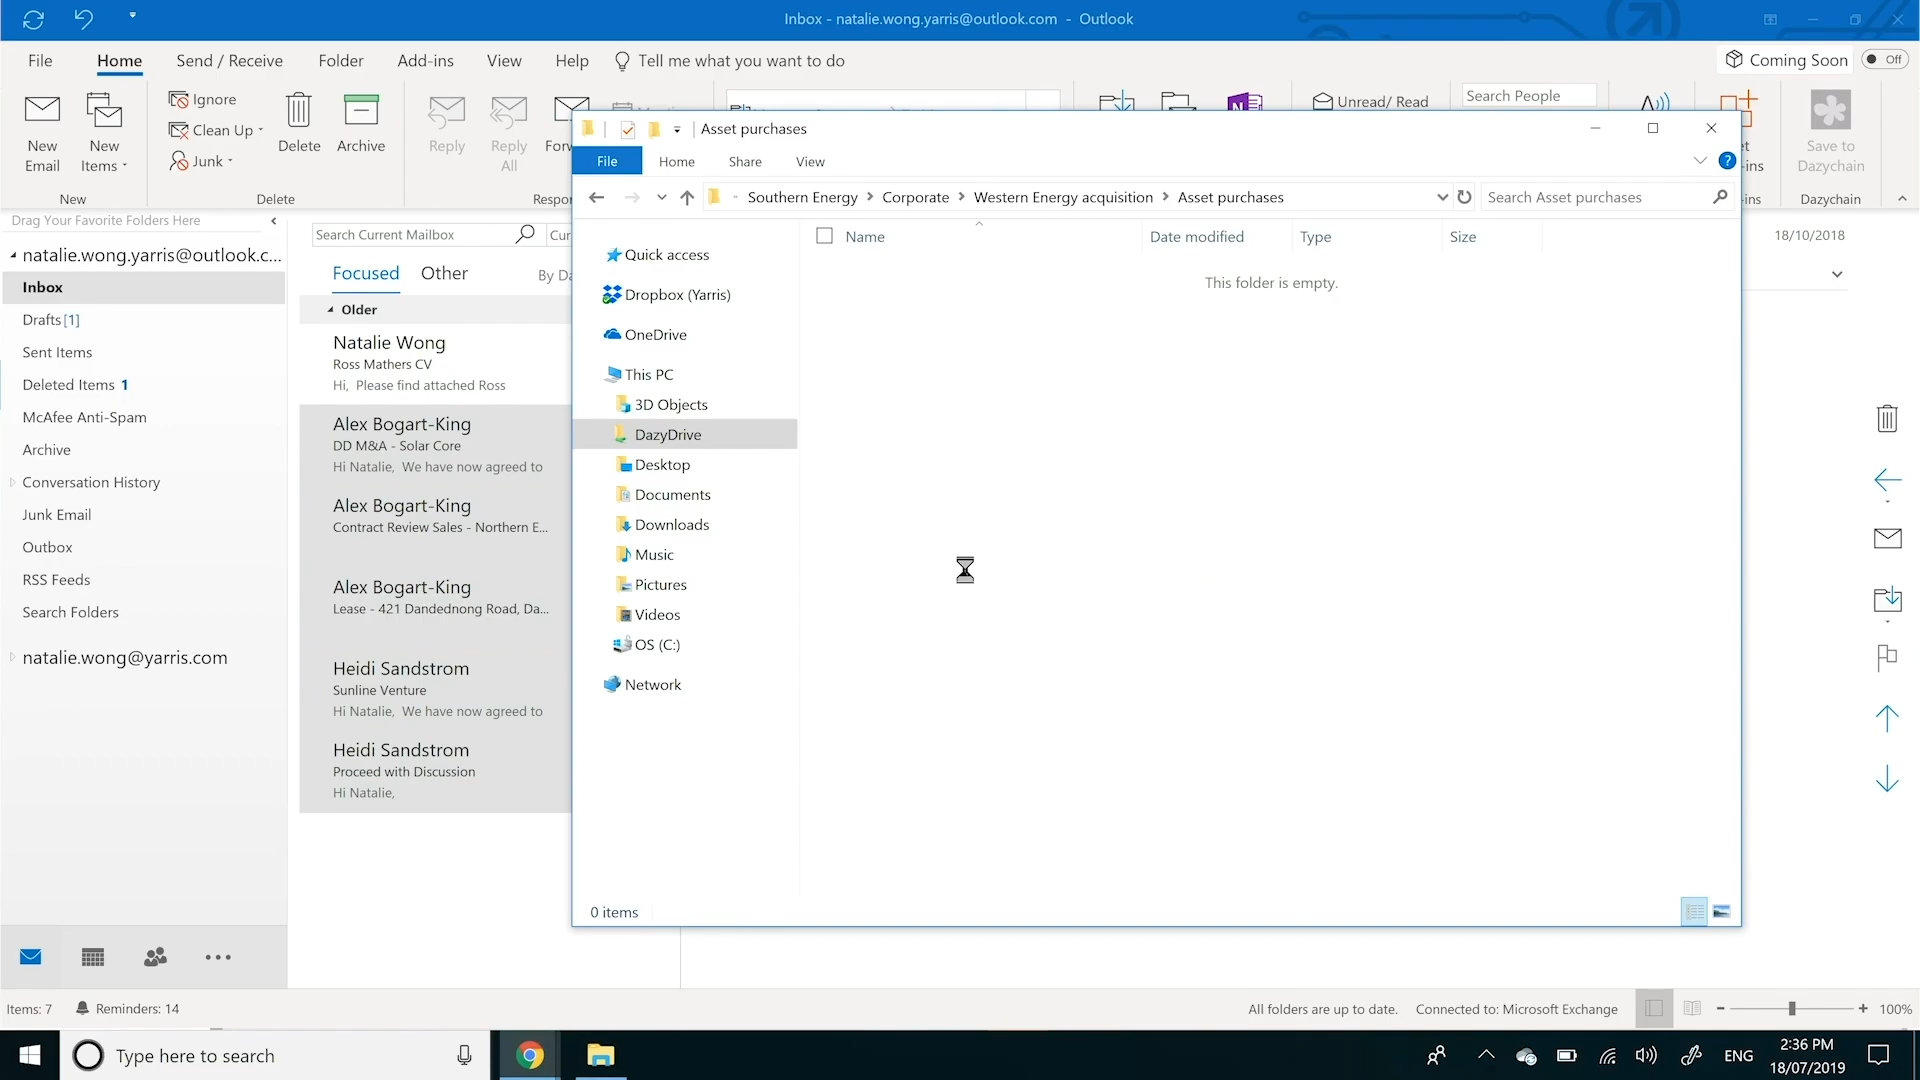 Inbox - natalie.wong.yarris@outlook.com - Outlook
File Home Send / Receive Folder Add-ins View Help Tell me what you want to do
Coming Soon Off
New Email
New Items
New
Ignore
Clean Up
Junk
Delete
Archive
Delete
Reply
Reply All
Unread/ Read
Search People
Save to Dazychain
Dazychain
Drag Your Favorite Folders Here
natalie.wong.yarris@outlook.c...
Inbox
Drafts [1]
Sent Items
Deleted Items 1
McAfee Anti-Spam
Archive
Conversation History
Junk Email
Outbox
RSS Feeds
Search Folders
natalie.wong@yarris.com
Search Current Mailbox
Focused Other
Older
Natalie Wong
Ross Mathers CV
Hi, Please find attached Ross
Alex Bogart-King
DD M&A - Solar Core
Hi Natalie, We have now agreed to
Alex Bogart-King
Contract Review Sales - Northern E...
Alex Bogart-King
Lease - 421 Dandednong Road, Da...
Heidi Sandstrom
Sunline Venture
Hi Natalie, We have now agreed to
Heidi Sandstrom
Proceed with Discussion
Hi Natalie,
Asset purchases
File Home Share View
Southern Energy Corporate Western Energy acquisition Asset purchases
Search Asset purchases
Name Date modified Type Size
This folder is empty.
Quick access
Dropbox (Yarris)
OneDrive
This PC
3D Objects
DazyDrive
Desktop
Documents
Downloads
Music
Pictures
Videos
OS (C:)
Network
0 items
18/10/2018
Items: 7 Reminders: 14
All folders are up to date. Connected to: Microsoft Exchange
100%
Type here to search
ENG
2:36 PM
18/07/2019